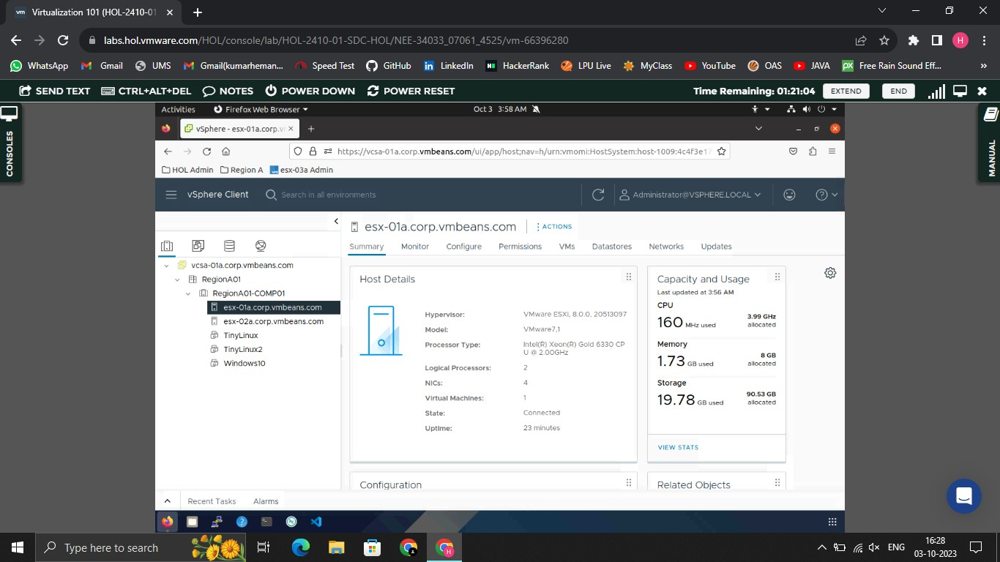 vm Virtualization 101 (HOL-2410-01
labs.hol.vmware.com/HOL/console/lab/HOL-2410-01-SDC-HOL/NEE-34033_07061_4525/vm-66396280
H
WhatsApp Gmail UMS Gmail(kumarheman... Speed Test GitHub LinkedIn HackerRank LPU Live MyClass YouTube OAS JAVA Free Rain Sound Eff... »
SEND TEXT CTRL+ALT+DEL NOTES POWER DOWN POWER RESET Time Remaining: 01:21:04 EXTEND END
CONSOLES
MANUAL
Activities Firefox Web Browser Oct 3 3:58 AM
vSphere - esx-01a.corp.vr
https://vcsa-01a.corp.vmbeans.com/ui/app/host;nav=h/urn:vmomi:HostSystem:host-1009:4c4f3e17
HOL Admin Region A esx-03a Admin
vSphere Client Search in all environments Administrator@VSPHERE.LOCAL
esx-01a.corp.vmbeans.com ACTIONS
Summary Monitor Configure Permissions VMs Datastores Networks Updates
vcsa-01a.corp.vmbeans.com
RegionA01
RegionA01-COMP01
esx-01a.corp.vmbeans.com
esx-02a.corp.vmbeans.com
TinyLinux
TinyLinux2
Windows10
Host Details
Hypervisor: VMware ESXi, 8.0.0, 20513097
Model: VMware7,1
Processor Type: Intel(R) Xeon(R) Gold 6330 CP
U @ 2.00GHz
Logical Processors: 2
NICs: 4
Virtual Machines: 1
State: Connected
Uptime: 23 minutes
Capacity and Usage
Last updated at 3:56 AM
CPU
160 MHz used 3.99 GHz
allocated
Memory
1.73 GB used 8 GB
allocated
Storage
19.78 GB used 90.53 GB
allocated
VIEW STATS
Configuration
Related Objects
Recent Tasks Alarms
Type here to search
ENG
16:28
03-10-2023